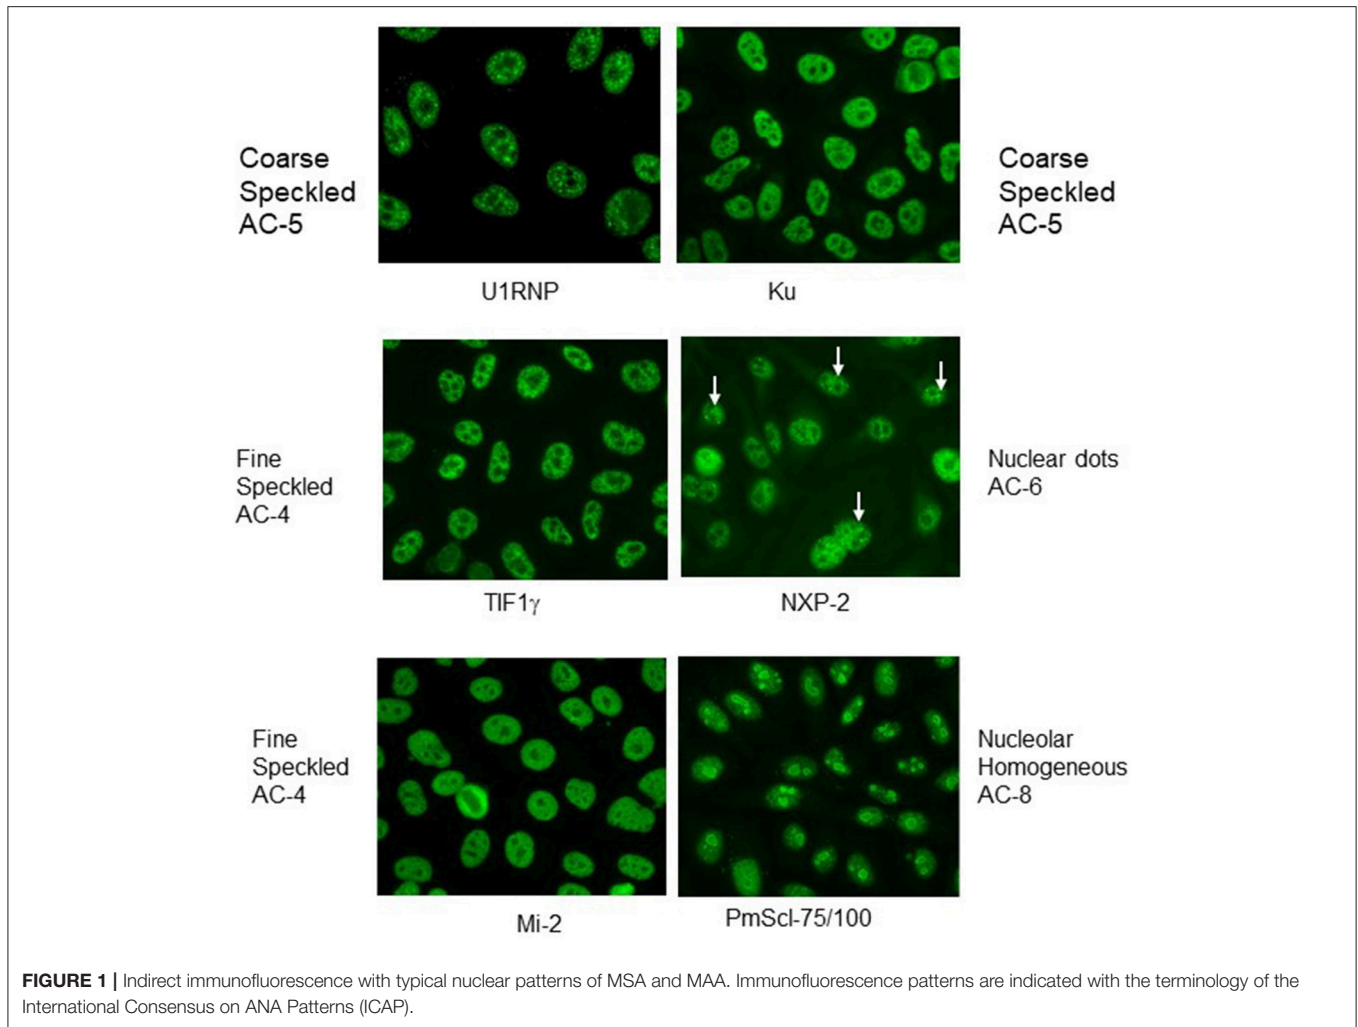 Coarse
Speckled
AC-5
Coarse
Speckled
AC-5
U1RNP
Ku
Fine
Speckled
AC-4
Nuclear dots
AC-6
TIF1γ
NXP-2
Fine
Speckled
AC-4
Nucleolar
Homogeneous
AC-8
Mi-2
PmScl-75/100
FIGURE 1 | Indirect immunofluorescence with typical nuclear patterns of MSA and MAA. Immunofluorescence patterns are indicated with the terminology of the
International Consensus on ANA Patterns (ICAP).